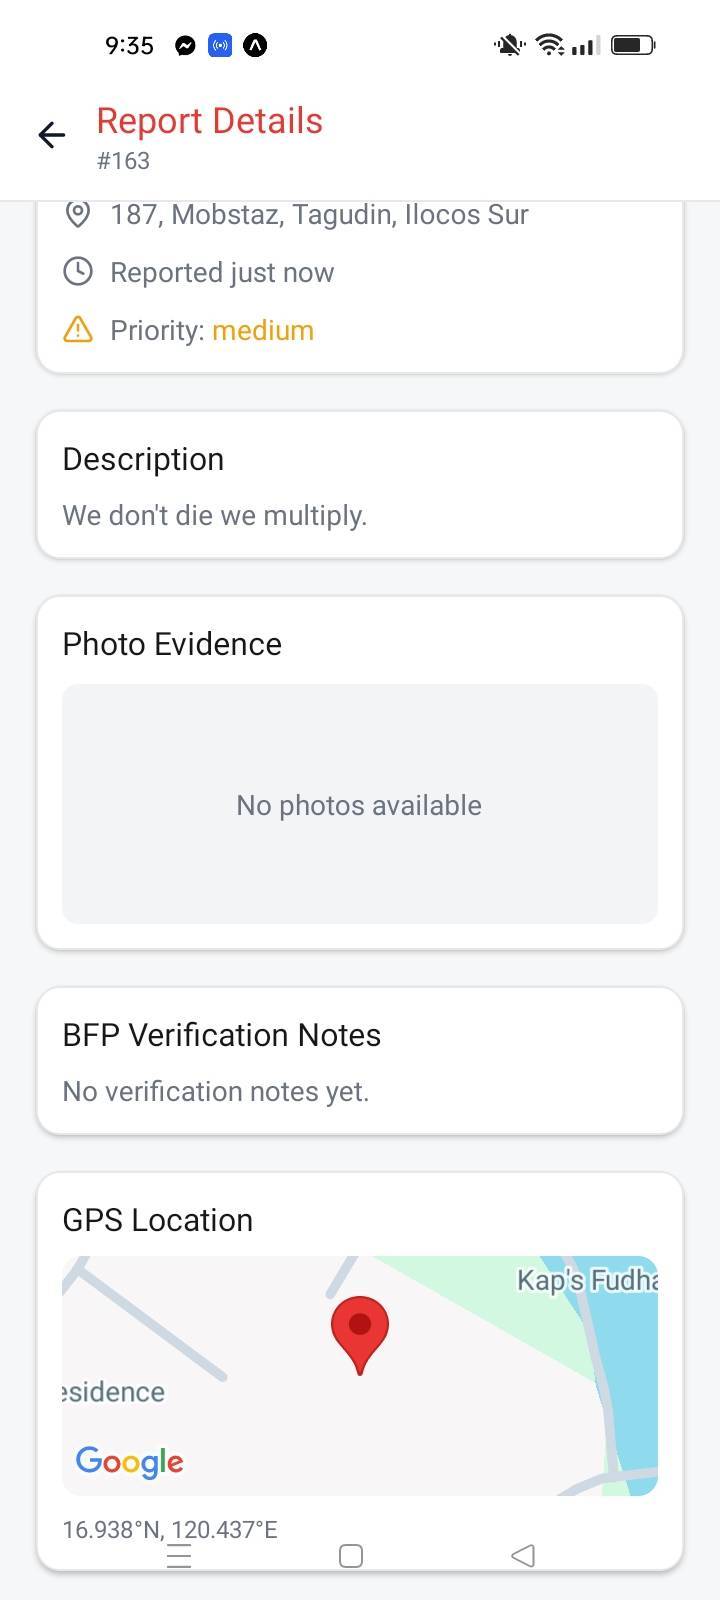 9:35
Report Details
#163
187, Mobstaz, Tagudin, Ilocos Sur
Reported just now
Priority: medium
Description
We don't die we multiply.
Photo Evidence
No photos available
BFP Verification Notes
No verification notes yet.
GPS Location
Kap's Fudha
esidence
Google
16.938°N, 120.437°E